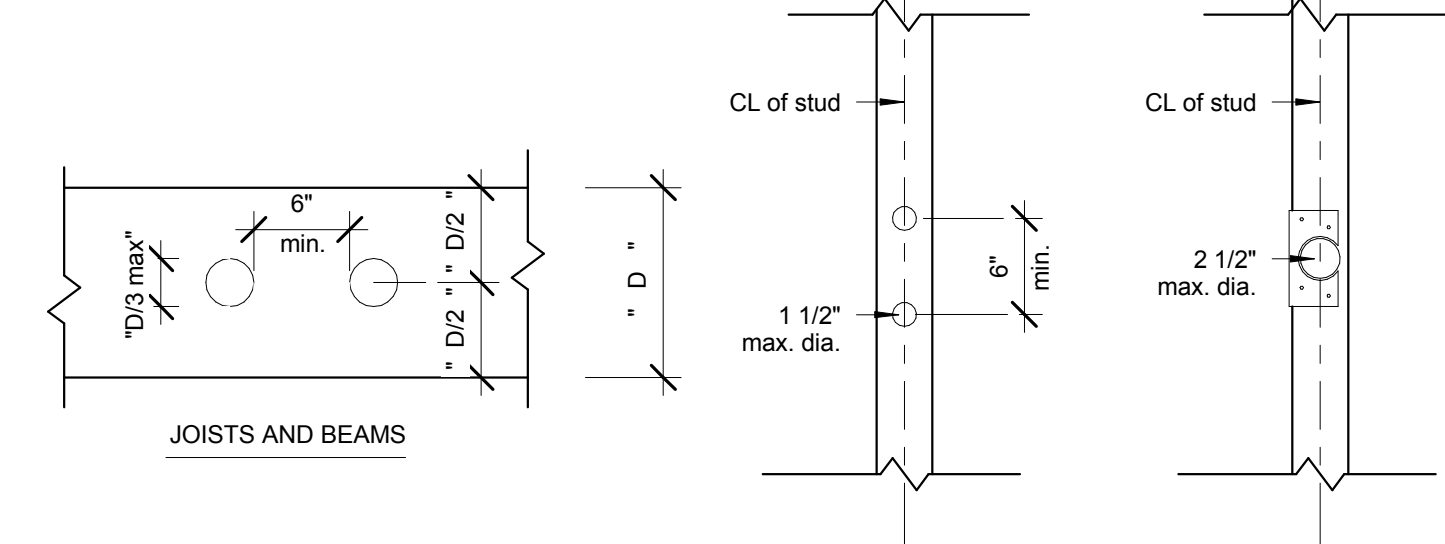 6"
min.
"D/3 max"
" D/2 "
" D/2 "
" D "
JOISTS AND BEAMS
CL of stud
6"
min.
1 1/2"
max. dia.
CL of stud
2 1/2"
max. dia.